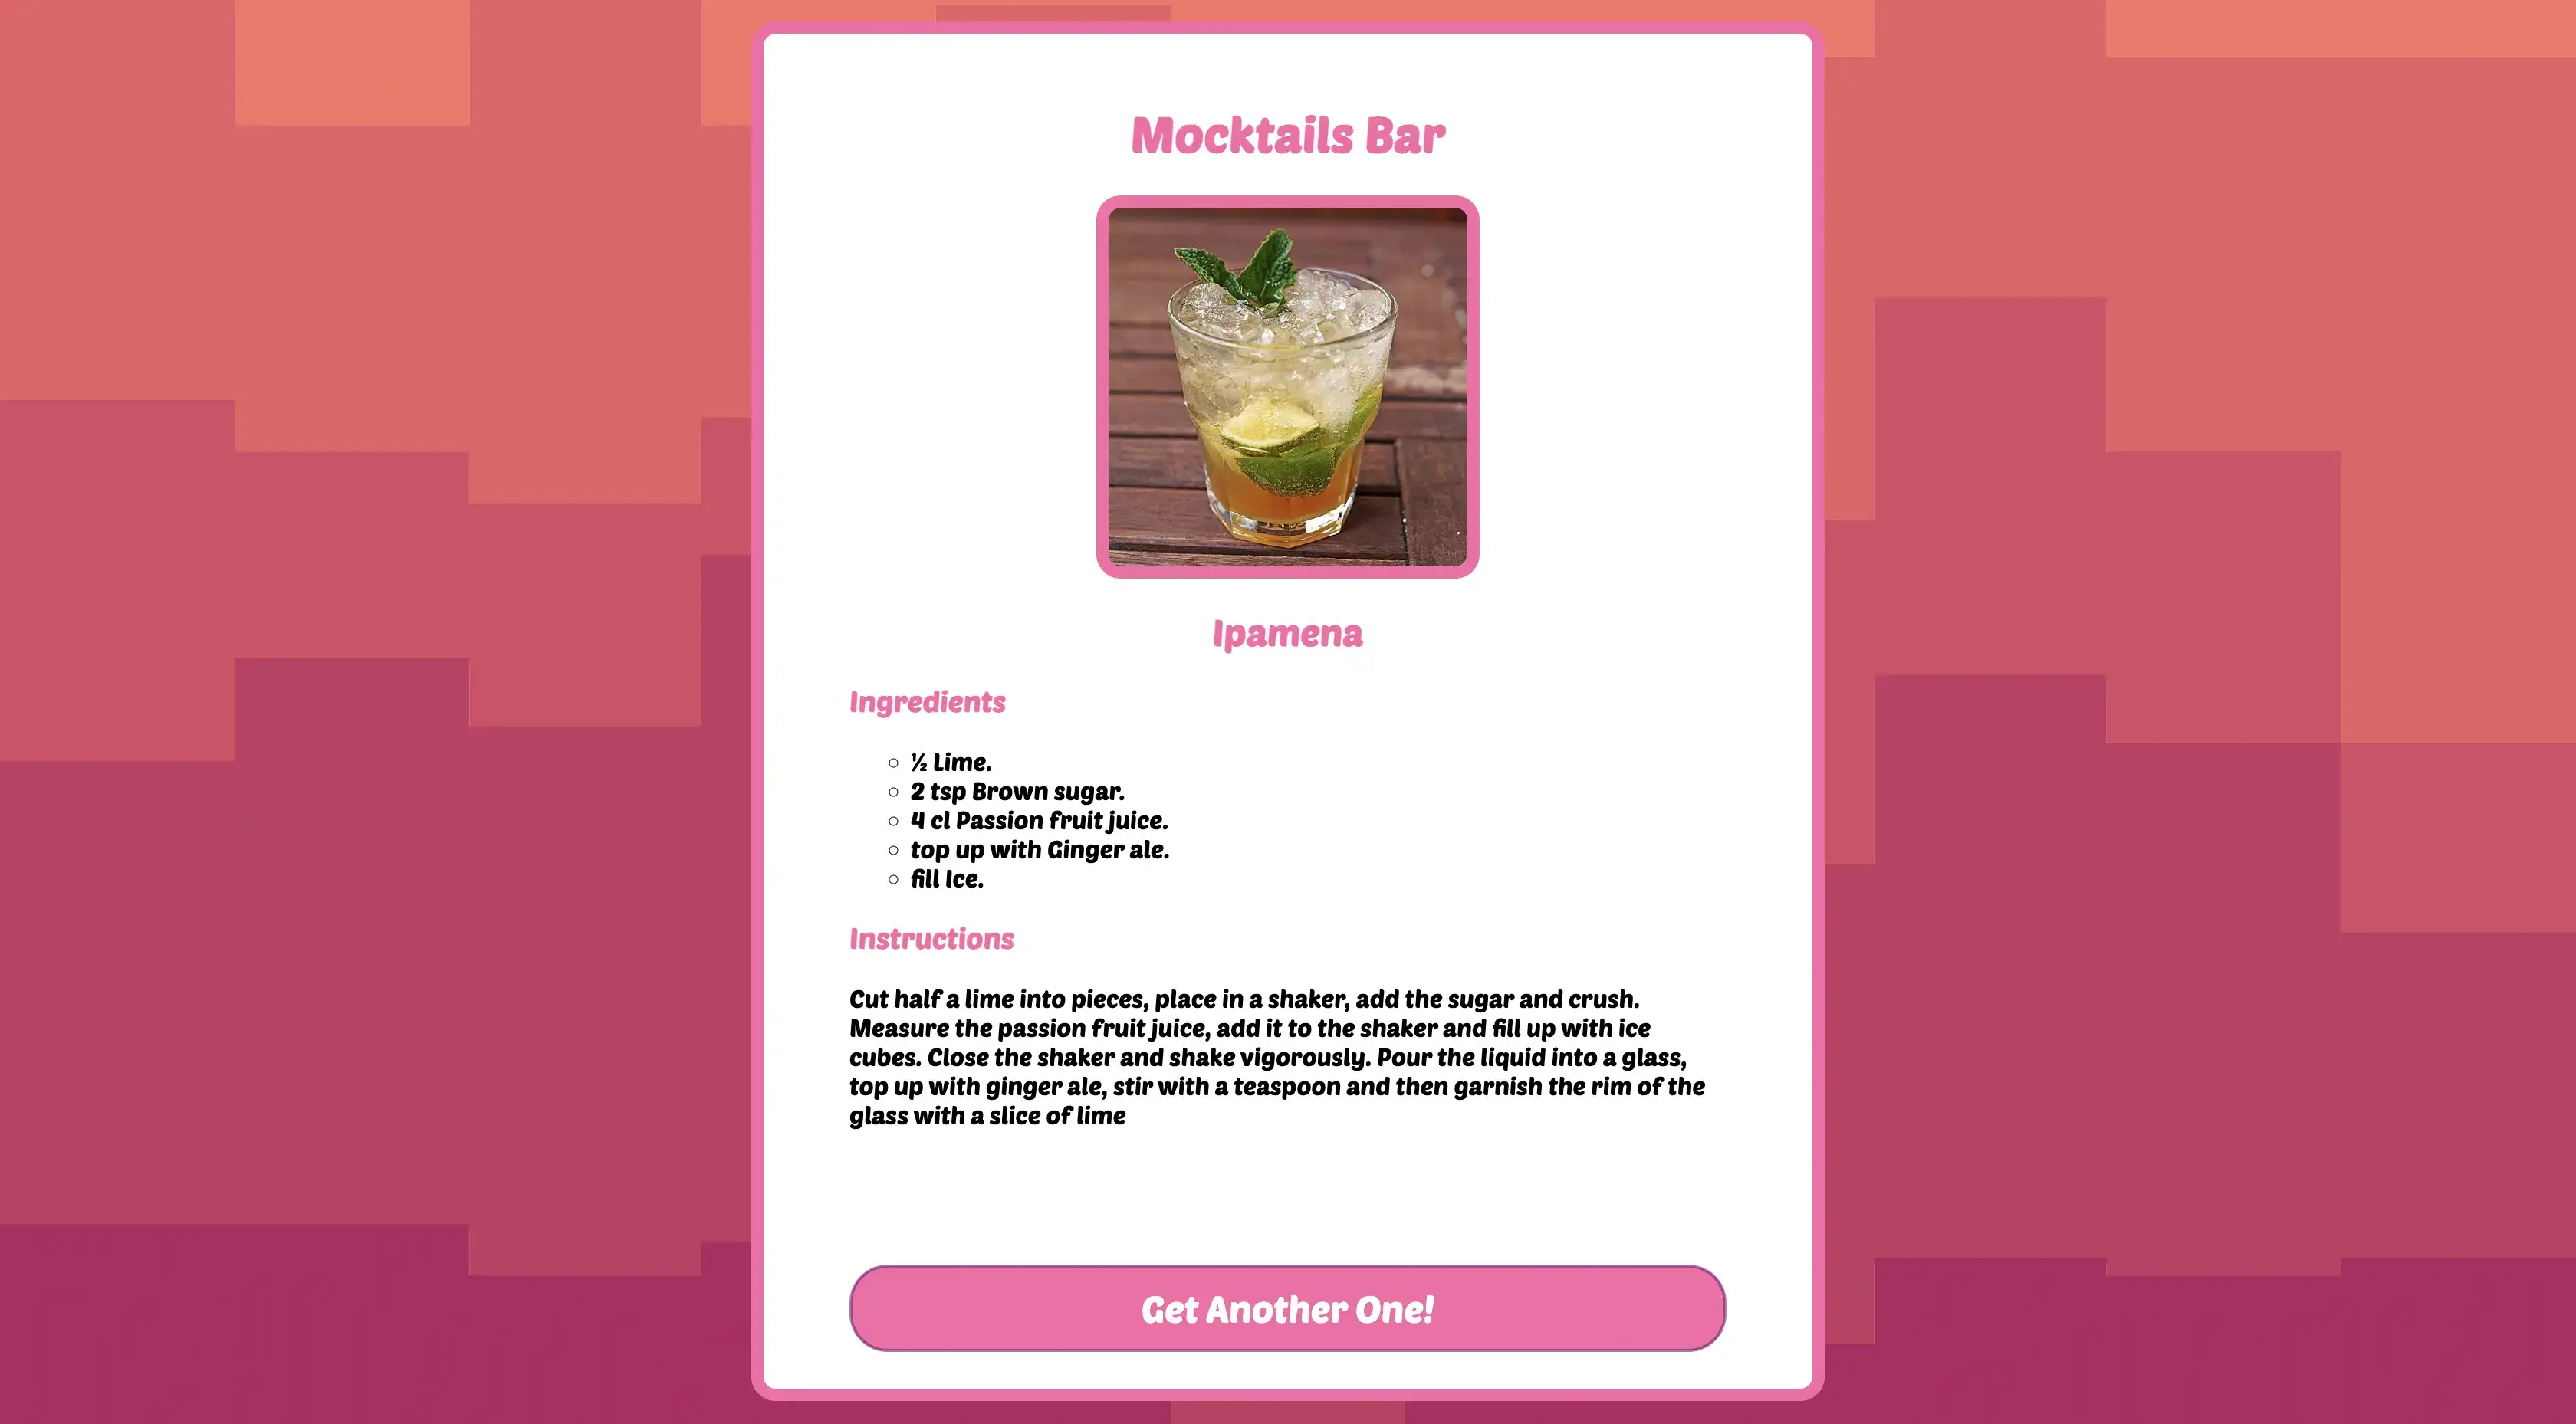 Mocktails Bar
Ipamena
Ingredients
½ Lime.
2 tsp Brown sugar.
4 cl Passion fruit juice.
top up with Ginger ale.
fill Ice.
Instructions
Cut half a lime into pieces, place in a shaker, add the sugar and crush.
Measure the passion fruit juice, add it to the shaker and fill up with ice
cubes. Close the shaker and shake vigorously. Pour the liquid into a glass,
top up with ginger ale, stir with a teaspoon and then garnish the rim of the
glass with a slice of lime
Get Another One!